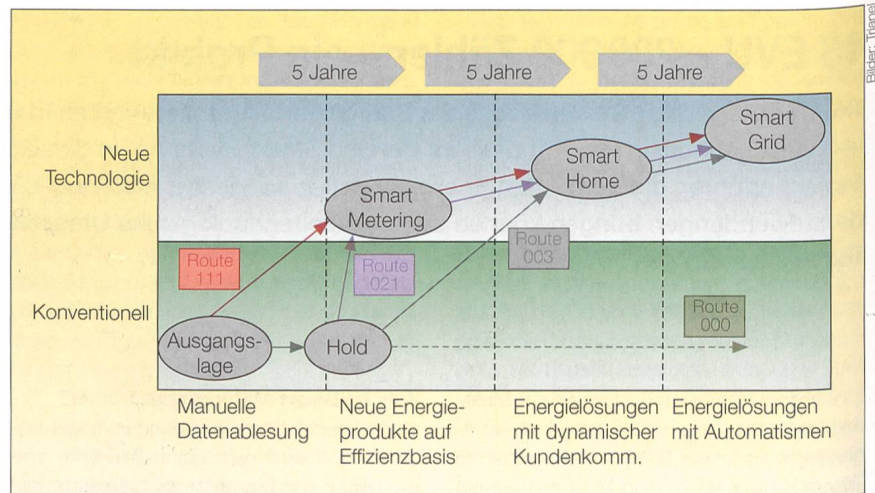 Bilder: Trianel
5 Jahre
5 Jahre
5 Jahre
Neue
Technologie
Smart
Metering
Smart
Home
Smart
Grid
Route
111
Route
021
Route
003
Route
000
Konventionell
Ausgangs-
lage
Hold
Manuelle
Datenablesung
Neue Energie-
produkte auf
Effizienzbasis
Energielösungen
mit dynamischer
Kundenkomm.
Energielösungen
mit Automatismen